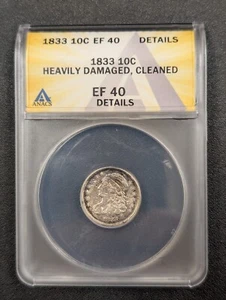 1833 10C EF 40 DETAILS
1833 10C
HEAVILY DAMAGED, CLEANED
EF 40
DETAILS
ANACS